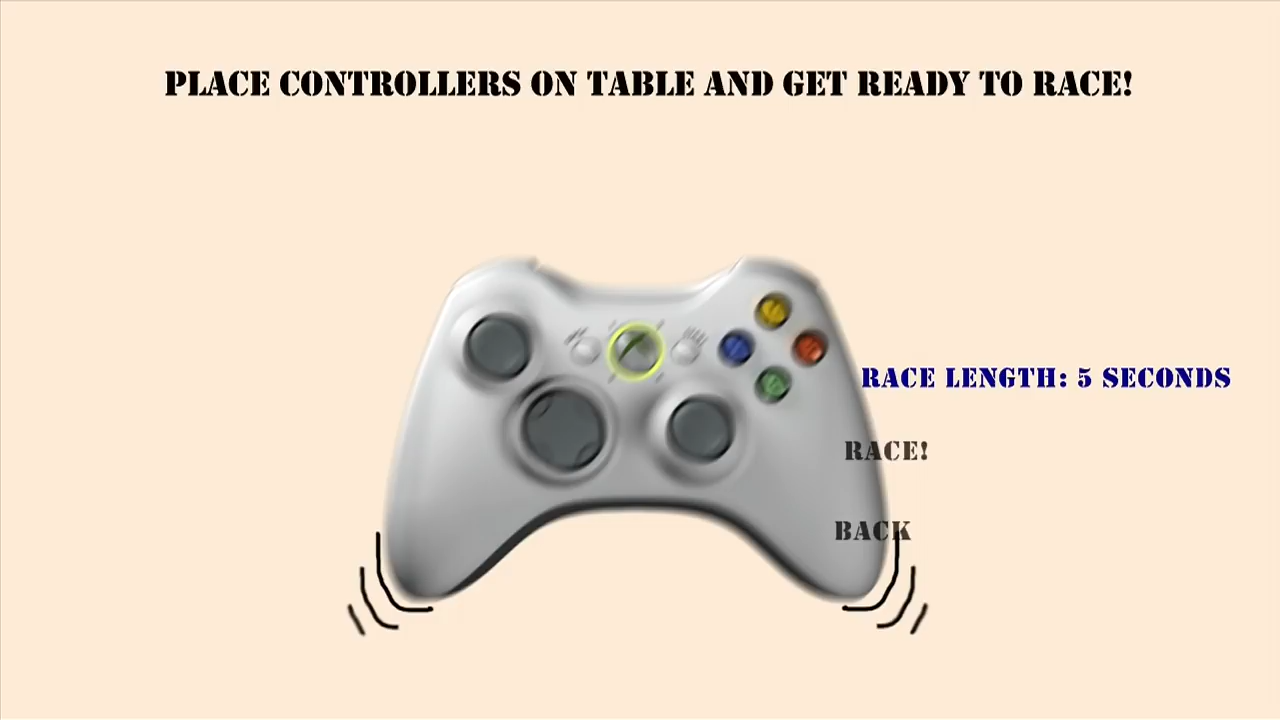 PLACE CONTROLLERS ON TABLE AND GET READY TO RACE!
RACE LENGTH: 5 SECONDS
RACE!
BACK